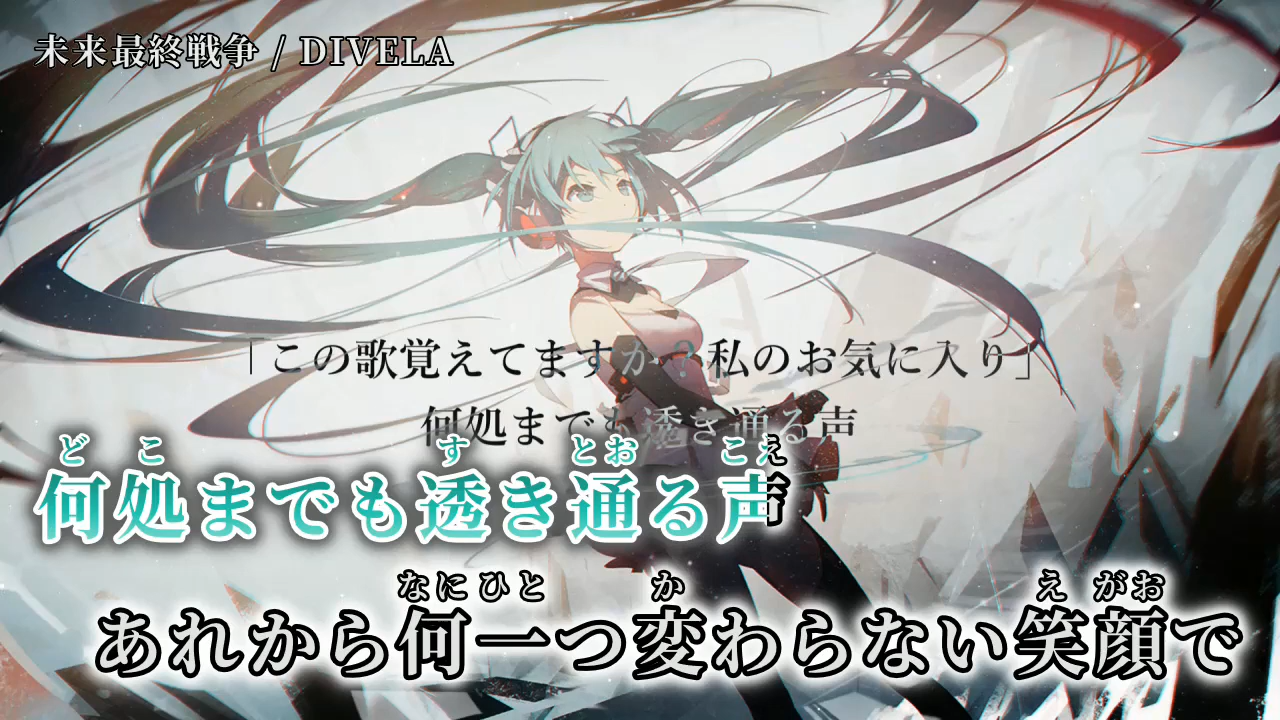 未来最終戦争 / DIVELA
「この歌覚えてますか？私のお気に入り」
何処までも透き通る声
ど こ す とお こえ
何処までも透き通る声
なに ひと か え がお
あれから何一つ変わらない笑顔で